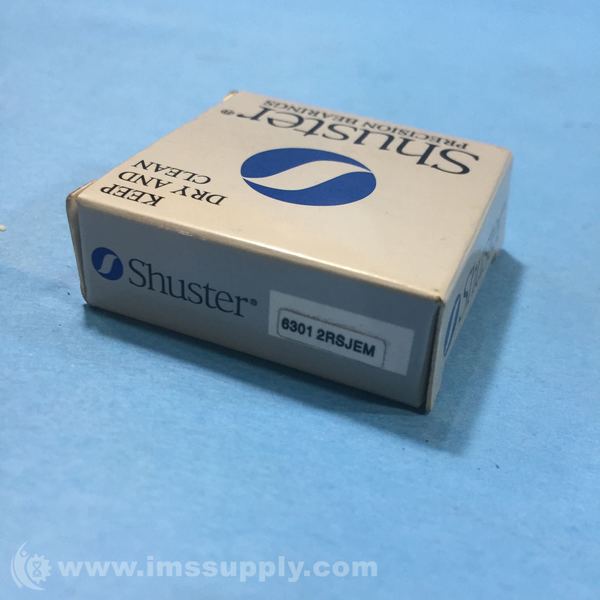 Shuster®
PRECISION BEARINGS
KEEP
DRY AND
CLEAN
Shuster®
6301 2RSJEM
www.imssupply.com